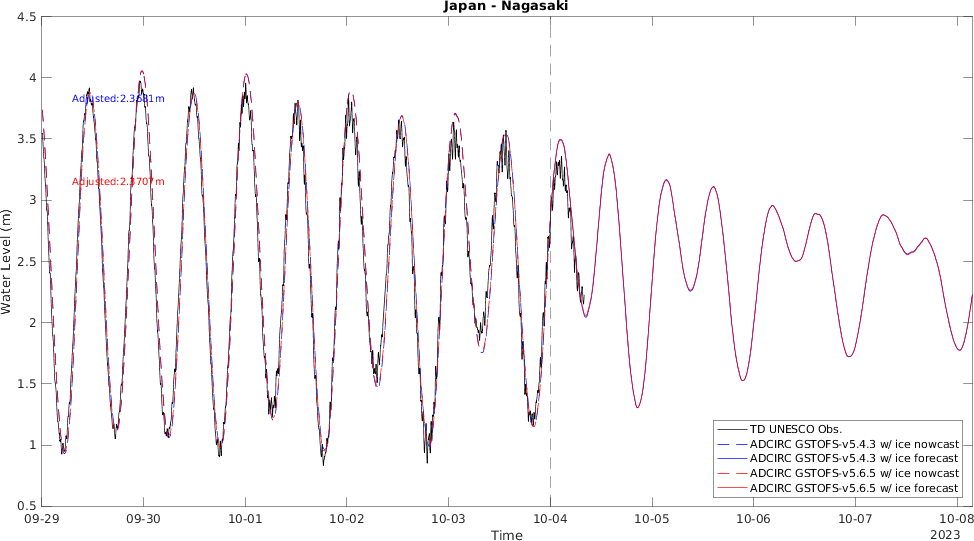 Japan - Nagasaki
4.5
4
3.5
3
2.5
2
1.5
1
0.5
Water Level (m)
Adjusted:2.3681m
Adjusted:2.3707m
TD UNESCO Obs.
ADCIRC GSTOFS-v5.4.3 w/ ice nowcast
ADCIRC GSTOFS-v5.4.3 w/ ice forecast
ADCIRC GSTOFS-v5.6.5 w/ ice nowcast
ADCIRC GSTOFS-v5.6.5 w/ ice forecast
09-29 09-30 10-01 10-02 10-03 10-04 10-05 10-06 10-07 10-08
Time
2023